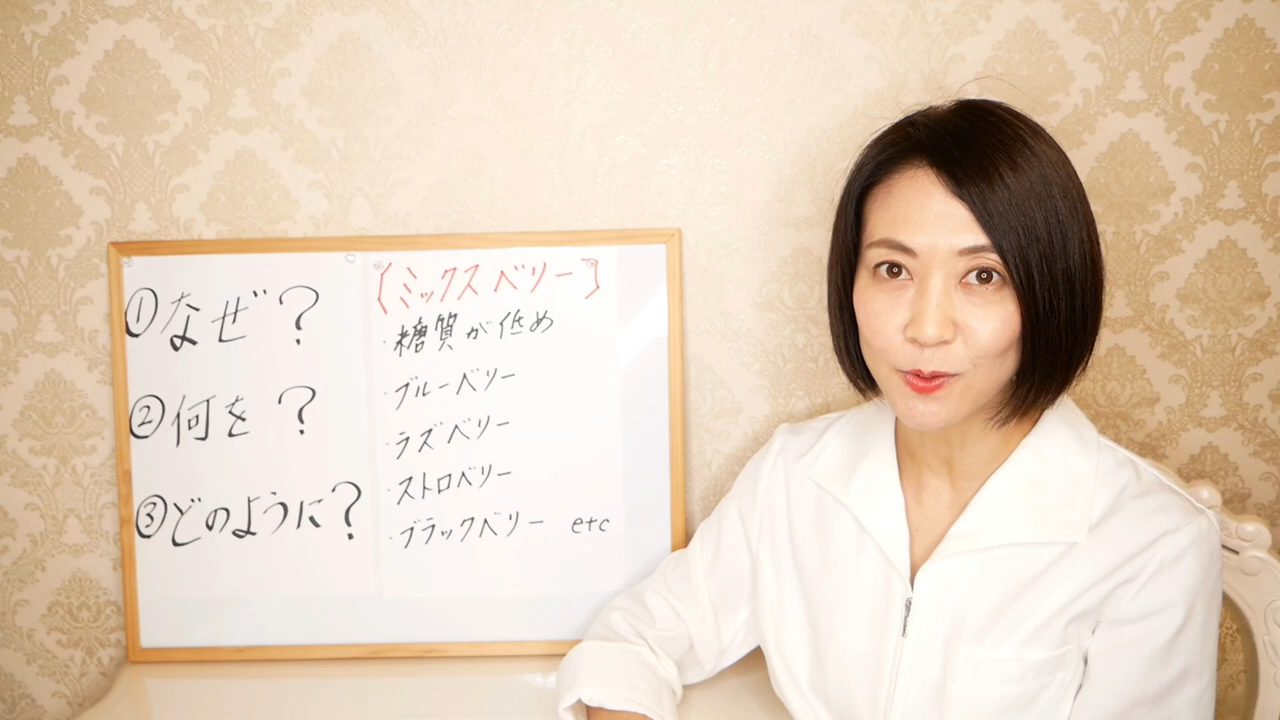 ①なぜ?
②何を?
③どのように?
【ミックスベリー】
・糖質が低め
・ブルーベリー
・ラズベリー
・ストロベリー
・ブラックベリー etc